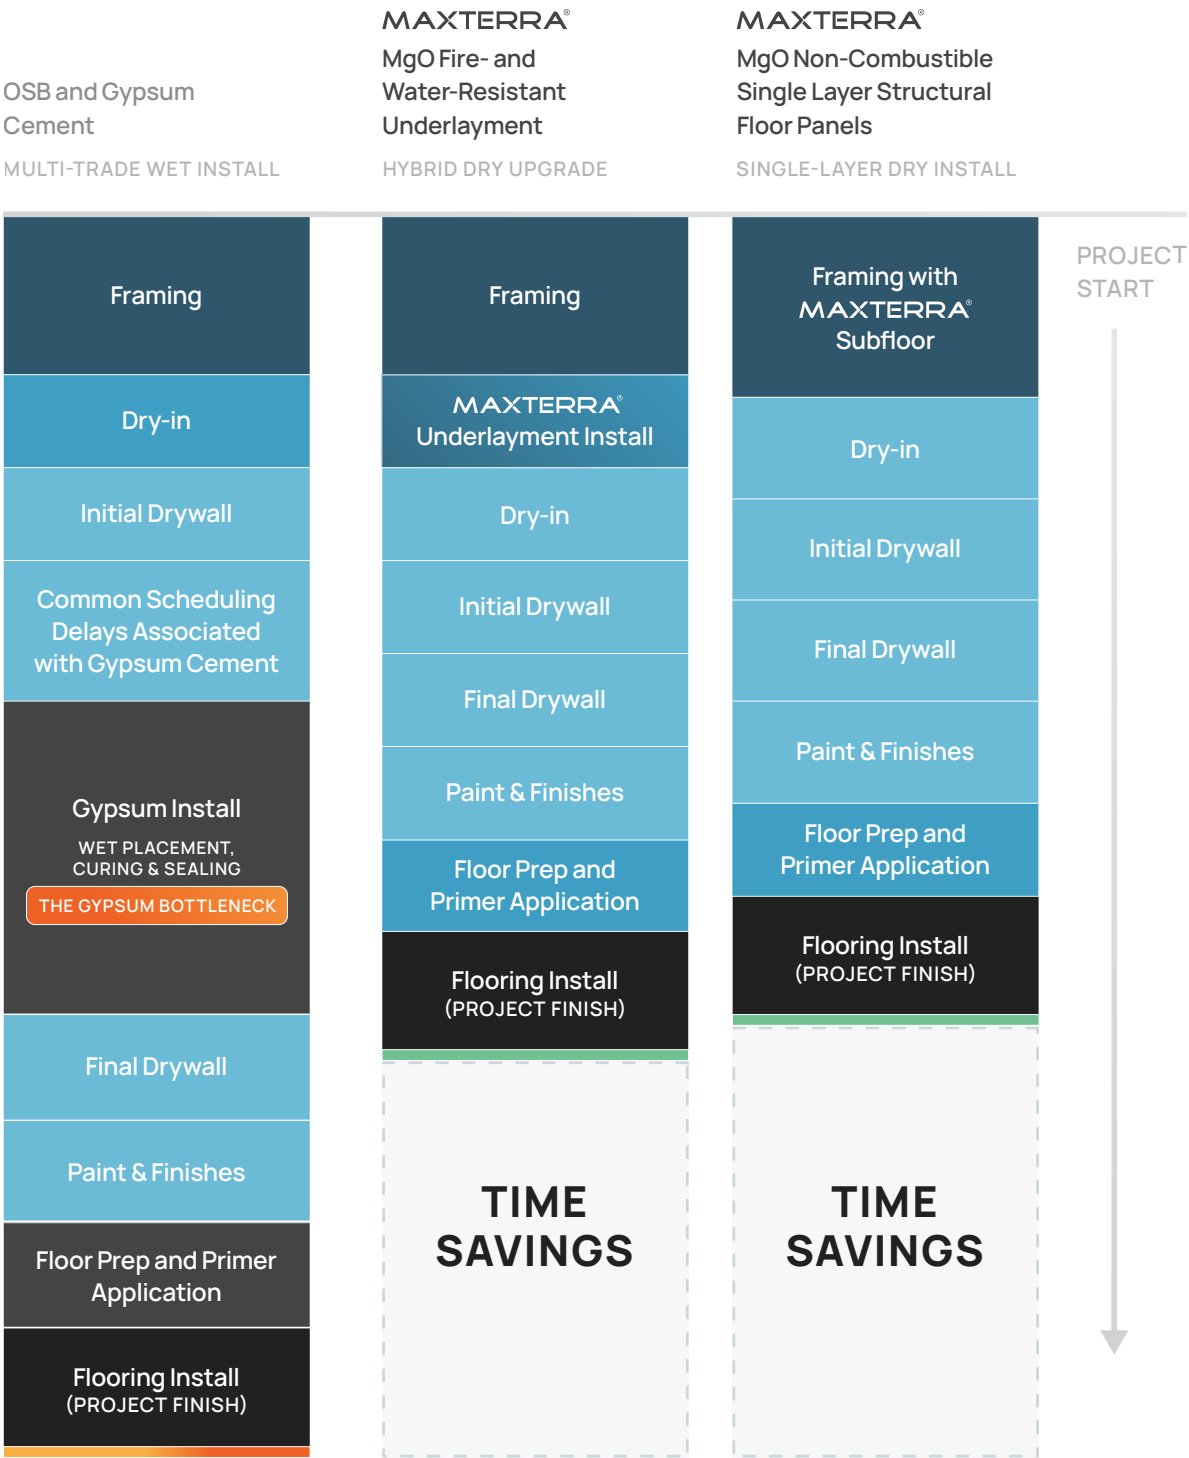 OSB and Gypsum
Cement
MULTI-TRADE WET INSTALL
MAXTERRA®
MgO Fire- and
Water-Resistant
Underlayment
HYBRID DRY UPGRADE
MAXTERRA®
MgO Non-Combustible
Single Layer Structural
Floor Panels
SINGLE-LAYER DRY INSTALL
Framing
Dry-in
Initial Drywall
Common Scheduling
Delays Associated
with Gypsum Cement
Gypsum Install
WET PLACEMENT,
CURING & SEALING
THE GYPSUM BOTTLENECK
Final Drywall
Paint & Finishes
Floor Prep and Primer
Application
Flooring Install
(PROJECT FINISH)
Framing
MAXTERRA®
Underlayment Install
Dry-in
Initial Drywall
Final Drywall
Paint & Finishes
Floor Prep and
Primer Application
Flooring Install
(PROJECT FINISH)
TIME
SAVINGS
Framing with
MAXTERRA®
Subfloor
Dry-in
Initial Drywall
Final Drywall
Paint & Finishes
Floor Prep and
Primer Application
Flooring Install
(PROJECT FINISH)
TIME
SAVINGS
PROJECT
START